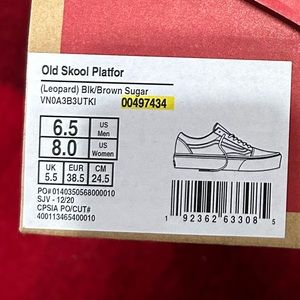 Old Skool Platfor
(Leopard) Blk/Brown Sugar
VN0A3B3UTKI 00497434
6.5 US Men
8.0 US Women
UK EUR CM
5.5 38.5 24.5
PO#0140350568000010
SJV - 12/20
CPSIA PO/CUT#
400113465400010
1 92362 63308 5